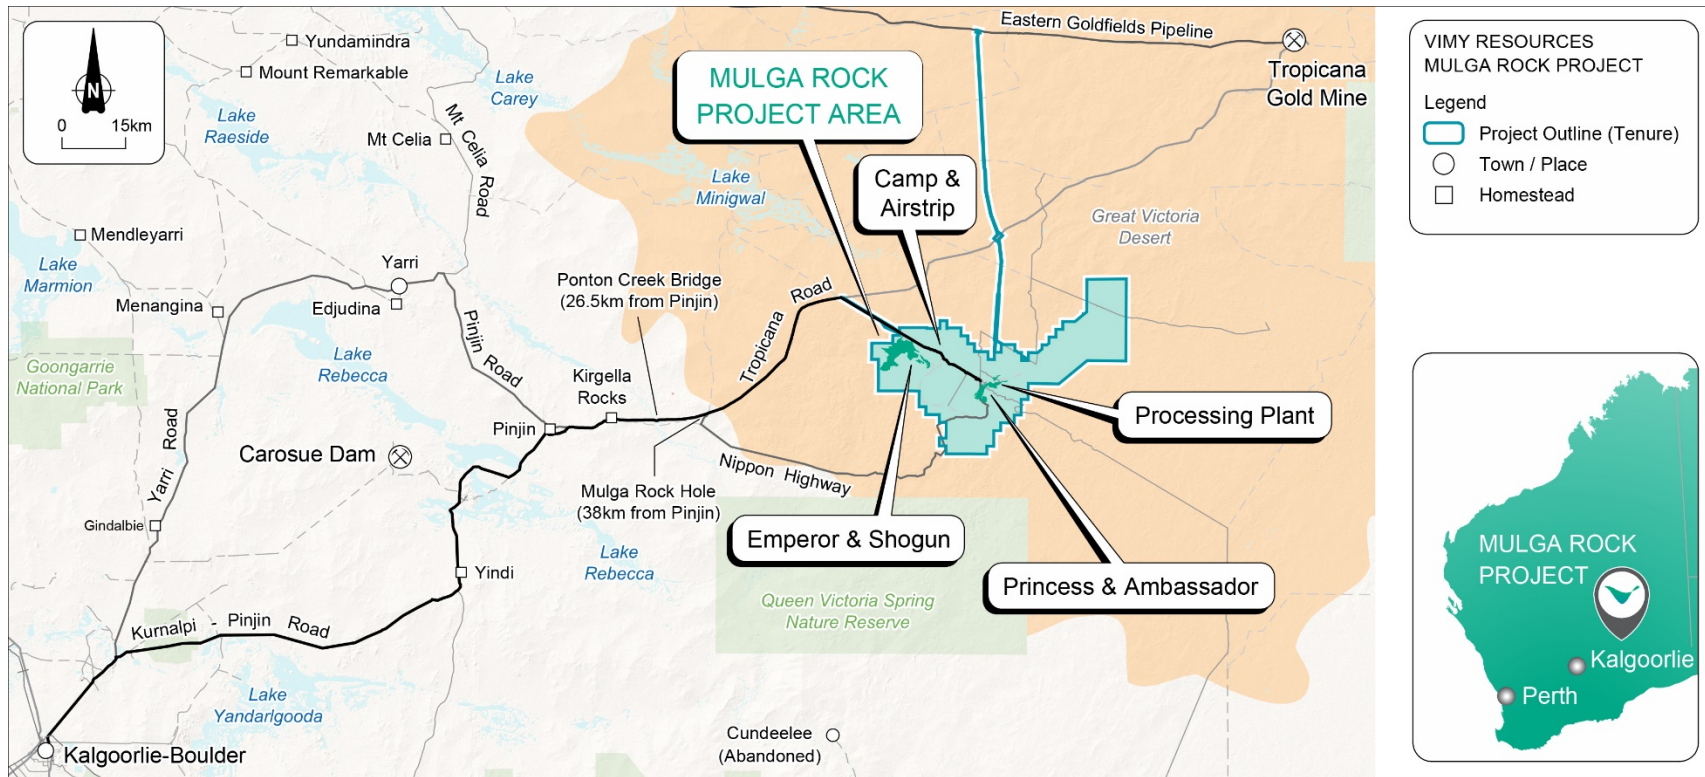 N
0 15km
Yundamindra
Mount Remarkable
Lake
Carey
Lake
Raeside
Mt Celia
Mt Celia Road
Eastern Goldfields Pipeline
Tropicana
Gold Mine
MULGA ROCK
PROJECT AREA
Camp &
Airstrip
Lake
Minigwal
Great Victoria
Desert
Mendleyarri
Lake
Marmion
Yarri
Menangina
Edjudina
Ponton Creek Bridge
(26.5km from Pinjin)
Tropicana Road
Pinjin Road
Lake
Rebecca
Goongarrie
National Park
Kirgella
Rocks
Pinjin
Processing Plant
Carosue Dam
Yarri Road
Nippon Highway
Mulga Rock Hole
(38km from Pinjin)
Gindalbie
Emperor & Shogun
Lake
Rebecca
Yindi
Princess & Ambassador
Queen Victoria Spring
Nature Reserve
Kurnalpi - Pinjin Road
Lake
Yandarlgooda
Cundeelee
(Abandoned)
Kalgoorlie-Boulder
VIMY RESOURCES
MULGA ROCK PROJECT
Legend
Project Outline (Tenure)
Town / Place
Homestead
MULGA ROCK
PROJECT
Kalgoorlie
Perth